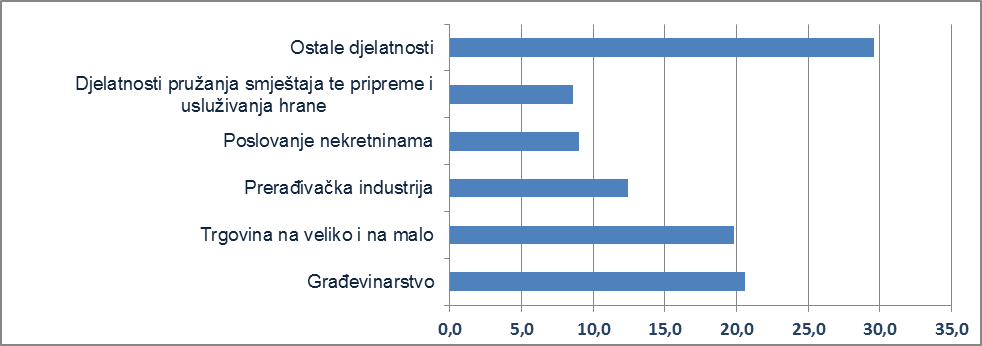 Ostale djelatnosti
Djelatnosti pružanja smještaja te pripreme i
usluživanja hrane
Poslovanje nekretninama
Prerađivačka industrija
Trgovina na veliko i na malo
Građevinarstvo
0,0 5,0 10,0 15,0 20,0 25,0 30,0 35,0